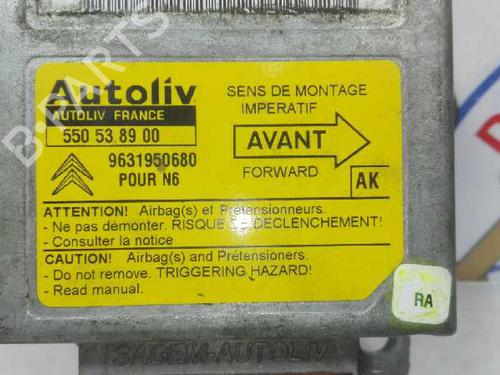 Autoliv
AUTOLIV FRANCE
550 53 89 00
9631950680
POUR N6
SENS DE MONTAGE
IMPERATIF
AVANT
FORWARD
AK
ATTENTION! Airbag(s) et Prétensionneurs.
- Ne pas démonter. RISQUE DE DECLENCHEMENT!
- Consulter la notice
CAUTION! Airbag(s) and Prétensioners.
- Do not remove. TRIGGERING HAZARD!
- Read manual.
RA
SAGEM-AUTOLIV
B-PARTS